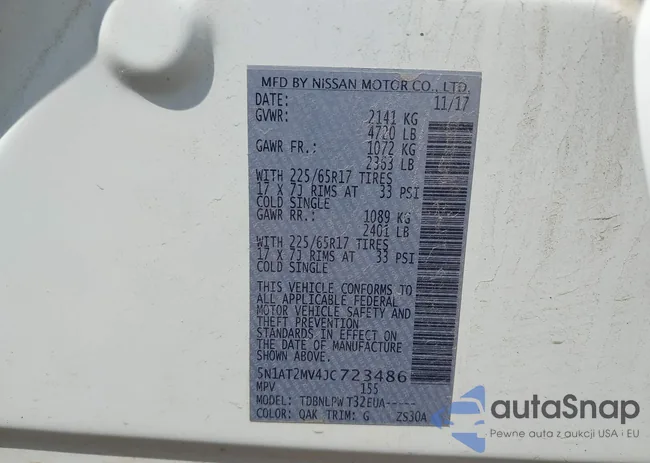 MFD BY NISSAN MOTOR CO., LTD.
DATE: 11/17
GVWR: 2141 KG
4720 LB
GAWR FR.: 1072 KG
2363 LB
WITH 225/65R17 TIRES
17 X 7J RIMS AT 33 PSI
COLD SINGLE
GAWR RR.: 1089 KG
2401 LB
WITH 225/65R17 TIRES
17 X 7J RIMS AT 33 PSI
COLD SINGLE
THIS VEHICLE CONFORMS TO
ALL APPLICABLE FEDERAL
MOTOR VEHICLE SAFETY AND
THEFT PREVENTION
STANDARDS IN EFFECT ON
THE DATE OF MANUFACTURE
SHOWN ABOVE.
5N1AT2MV4JC723486
MPV 155
MODEL: TDBNLPWT32EUA-----
COLOR: QAK TRIM: G ZS30A
autoSnap
Pewne auta z aukcji USA i EU